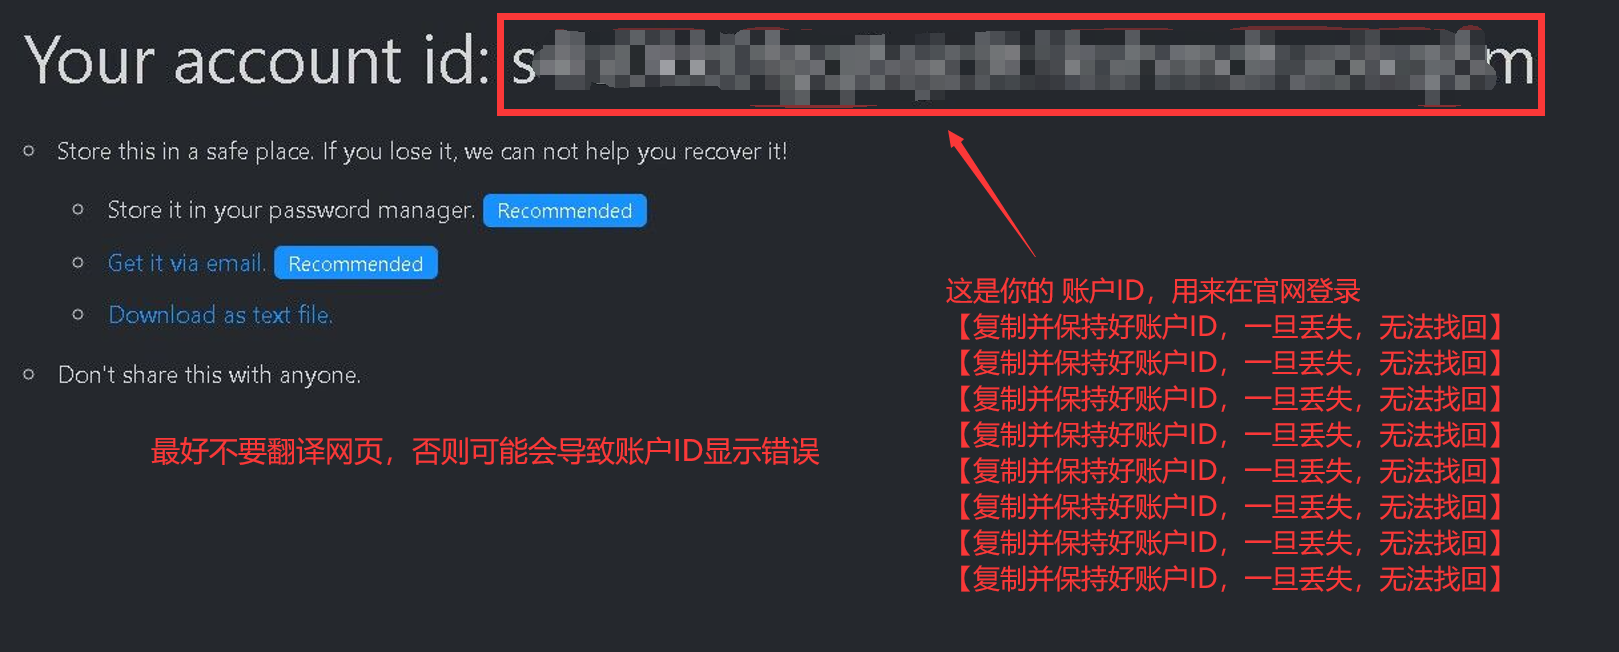 Your account id: s m
Store this in a safe place. If you lose it, we can not help you recover it!
Store it in your password manager. Recommended
Get it via email. Recommended
Download as text file.
Don't share this with anyone.
最好不要翻译网页，否则可能会导致账户ID显示错误
这是你的 账户ID，用来在官网登录
【复制并保持好账户ID，一旦丢失，无法找回】
【复制并保持好账户ID，一旦丢失，无法找回】
【复制并保持好账户ID，一旦丢失，无法找回】
【复制并保持好账户ID，一旦丢失，无法找回】
【复制并保持好账户ID，一旦丢失，无法找回】
【复制并保持好账户ID，一旦丢失，无法找回】
【复制并保持好账户ID，一旦丢失，无法找回】
【复制并保持好账户ID，一旦丢失，无法找回】